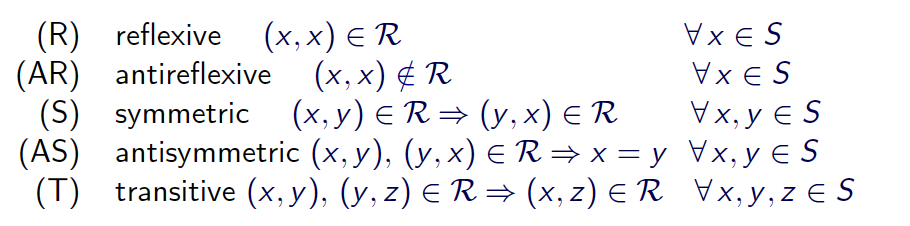 (R) reflexive (x, x) ∈ ℛ ∀ x ∈ S
(AR) antireflexive (x, x) ∉ ℛ ∀ x ∈ S
(S) symmetric (x, y) ∈ ℛ ⇒ (y, x) ∈ ℛ ∀ x, y ∈ S
(AS) antisymmetric (x, y), (y, x) ∈ ℛ ⇒ x = y ∀ x, y ∈ S
(T) transitive (x, y), (y, z) ∈ ℛ ⇒ (x, z) ∈ ℛ ∀ x, y, z ∈ S